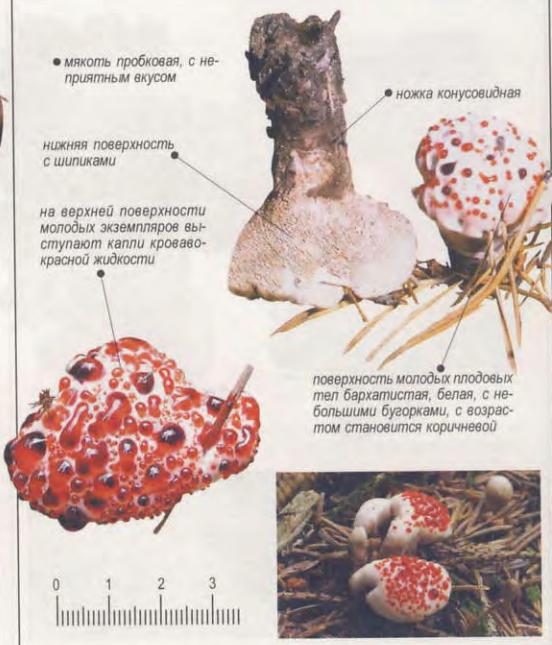 мякоть пробковая, с не-
приятным вкусом
ножка конусовидная
нижняя поверхность
с шипиками
на верхней поверхности
молодых экземпляров вы-
ступают капли кроваво-
красной жидкости
поверхность молодых плодовых
тел бархатистая, белая, с не-
большими бугорками, с возрас-
том становится коричневой
0 1 2 3